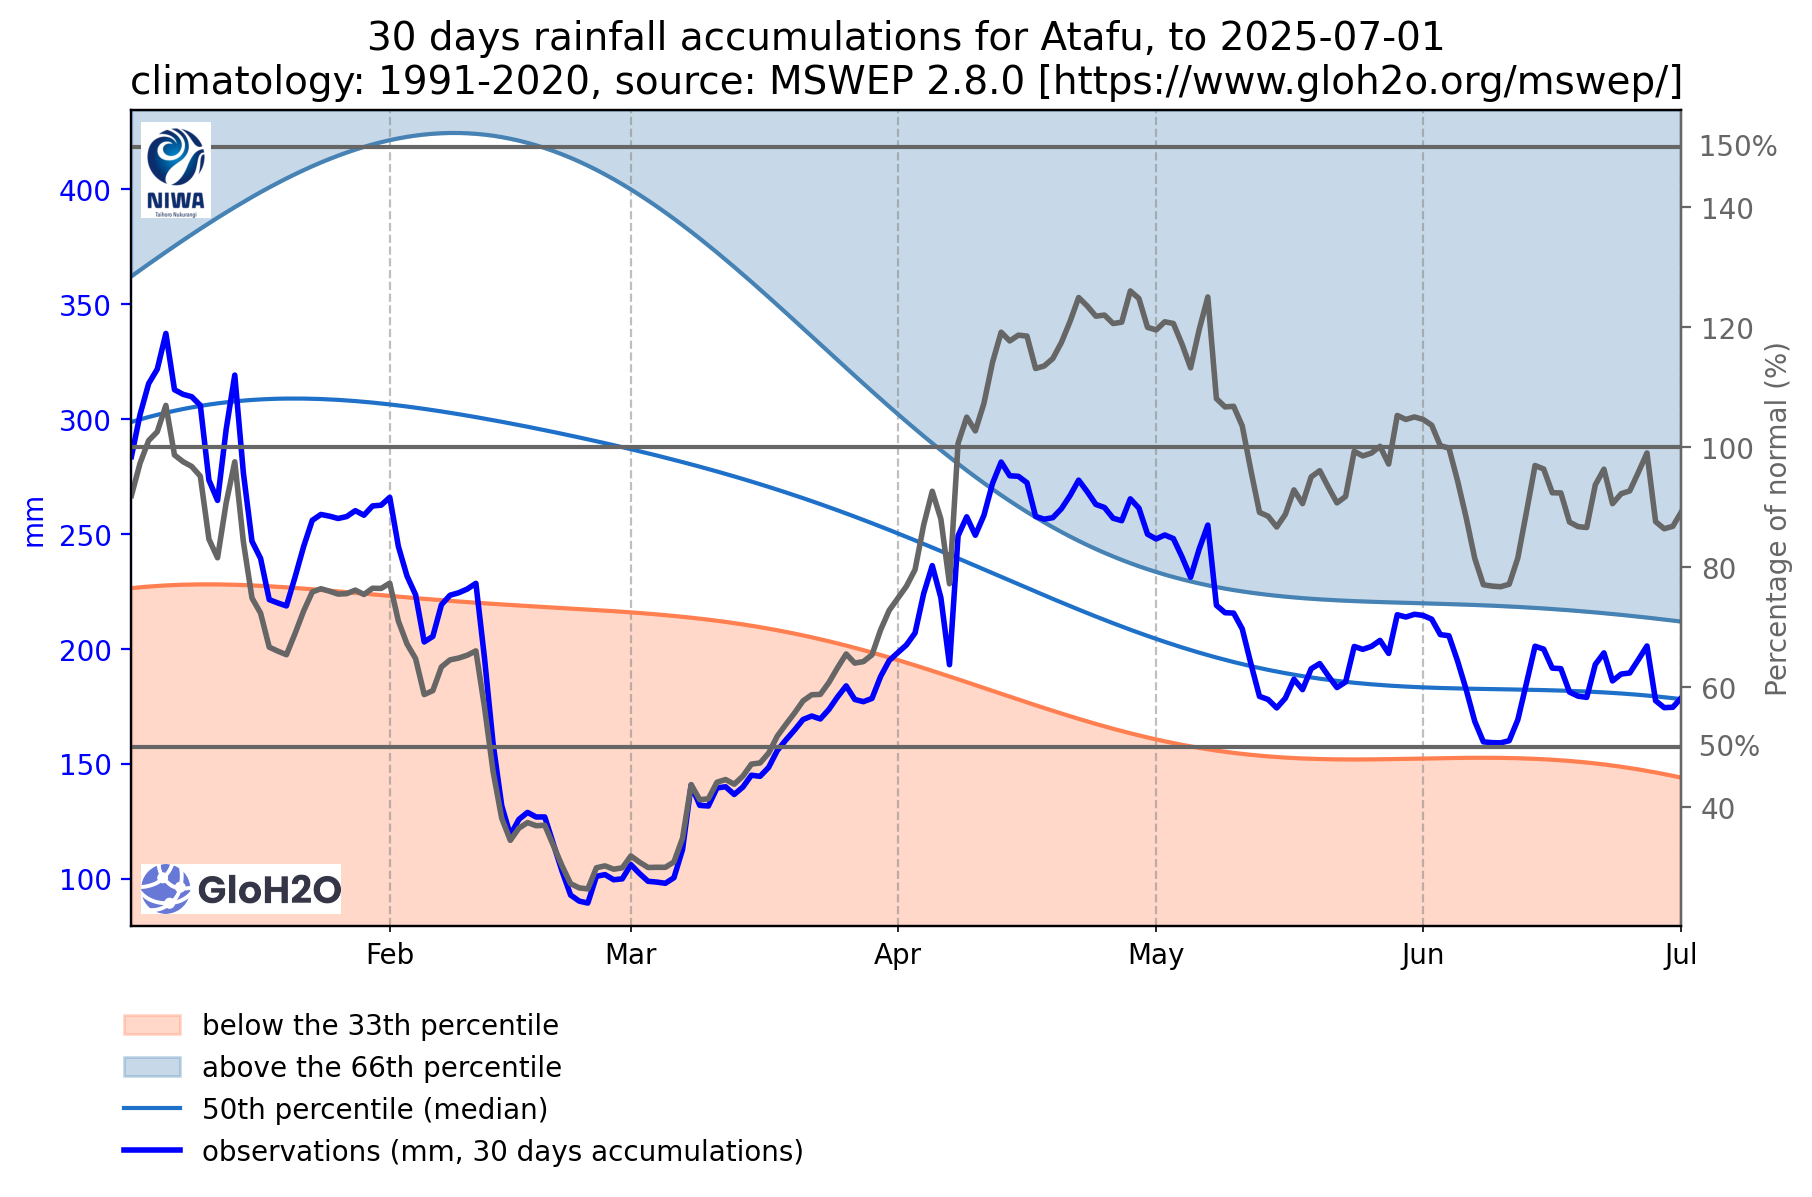 30 days rainfall accumulations for Atafu, to 2025-07-01
climatology: 1991-2020, source: MSWEP 2.8.0 [https://www.gloh2o.org/mswep/]
NIWA
Taihoro Nukurangi
400
350
300
250
200
150
100
mm
150%
140
120
100
80
60
50%
40
Percentage of normal (%)
GloH2O
Feb
Mar
Apr
May
Jun
Jul
below the 33th percentile
above the 66th percentile
50th percentile (median)
observations (mm, 30 days accumulations)